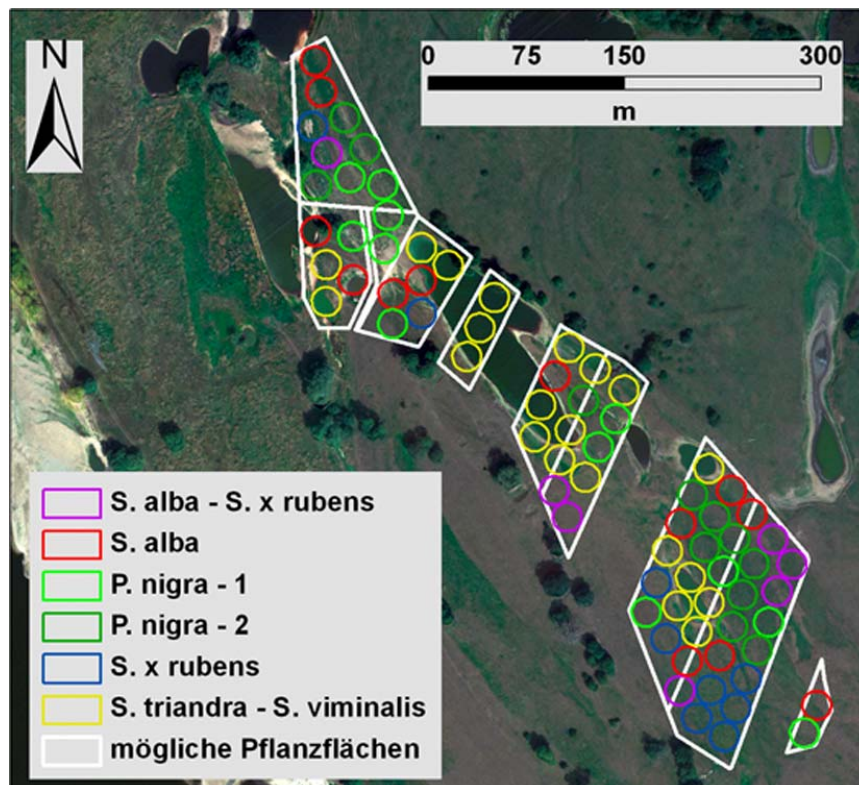 N
0 75 150 300
m
S. alba - S. x rubens
S. alba
P. nigra - 1
P. nigra - 2
S. x rubens
S. triandra - S. viminalis
mögliche Pflanzflächen